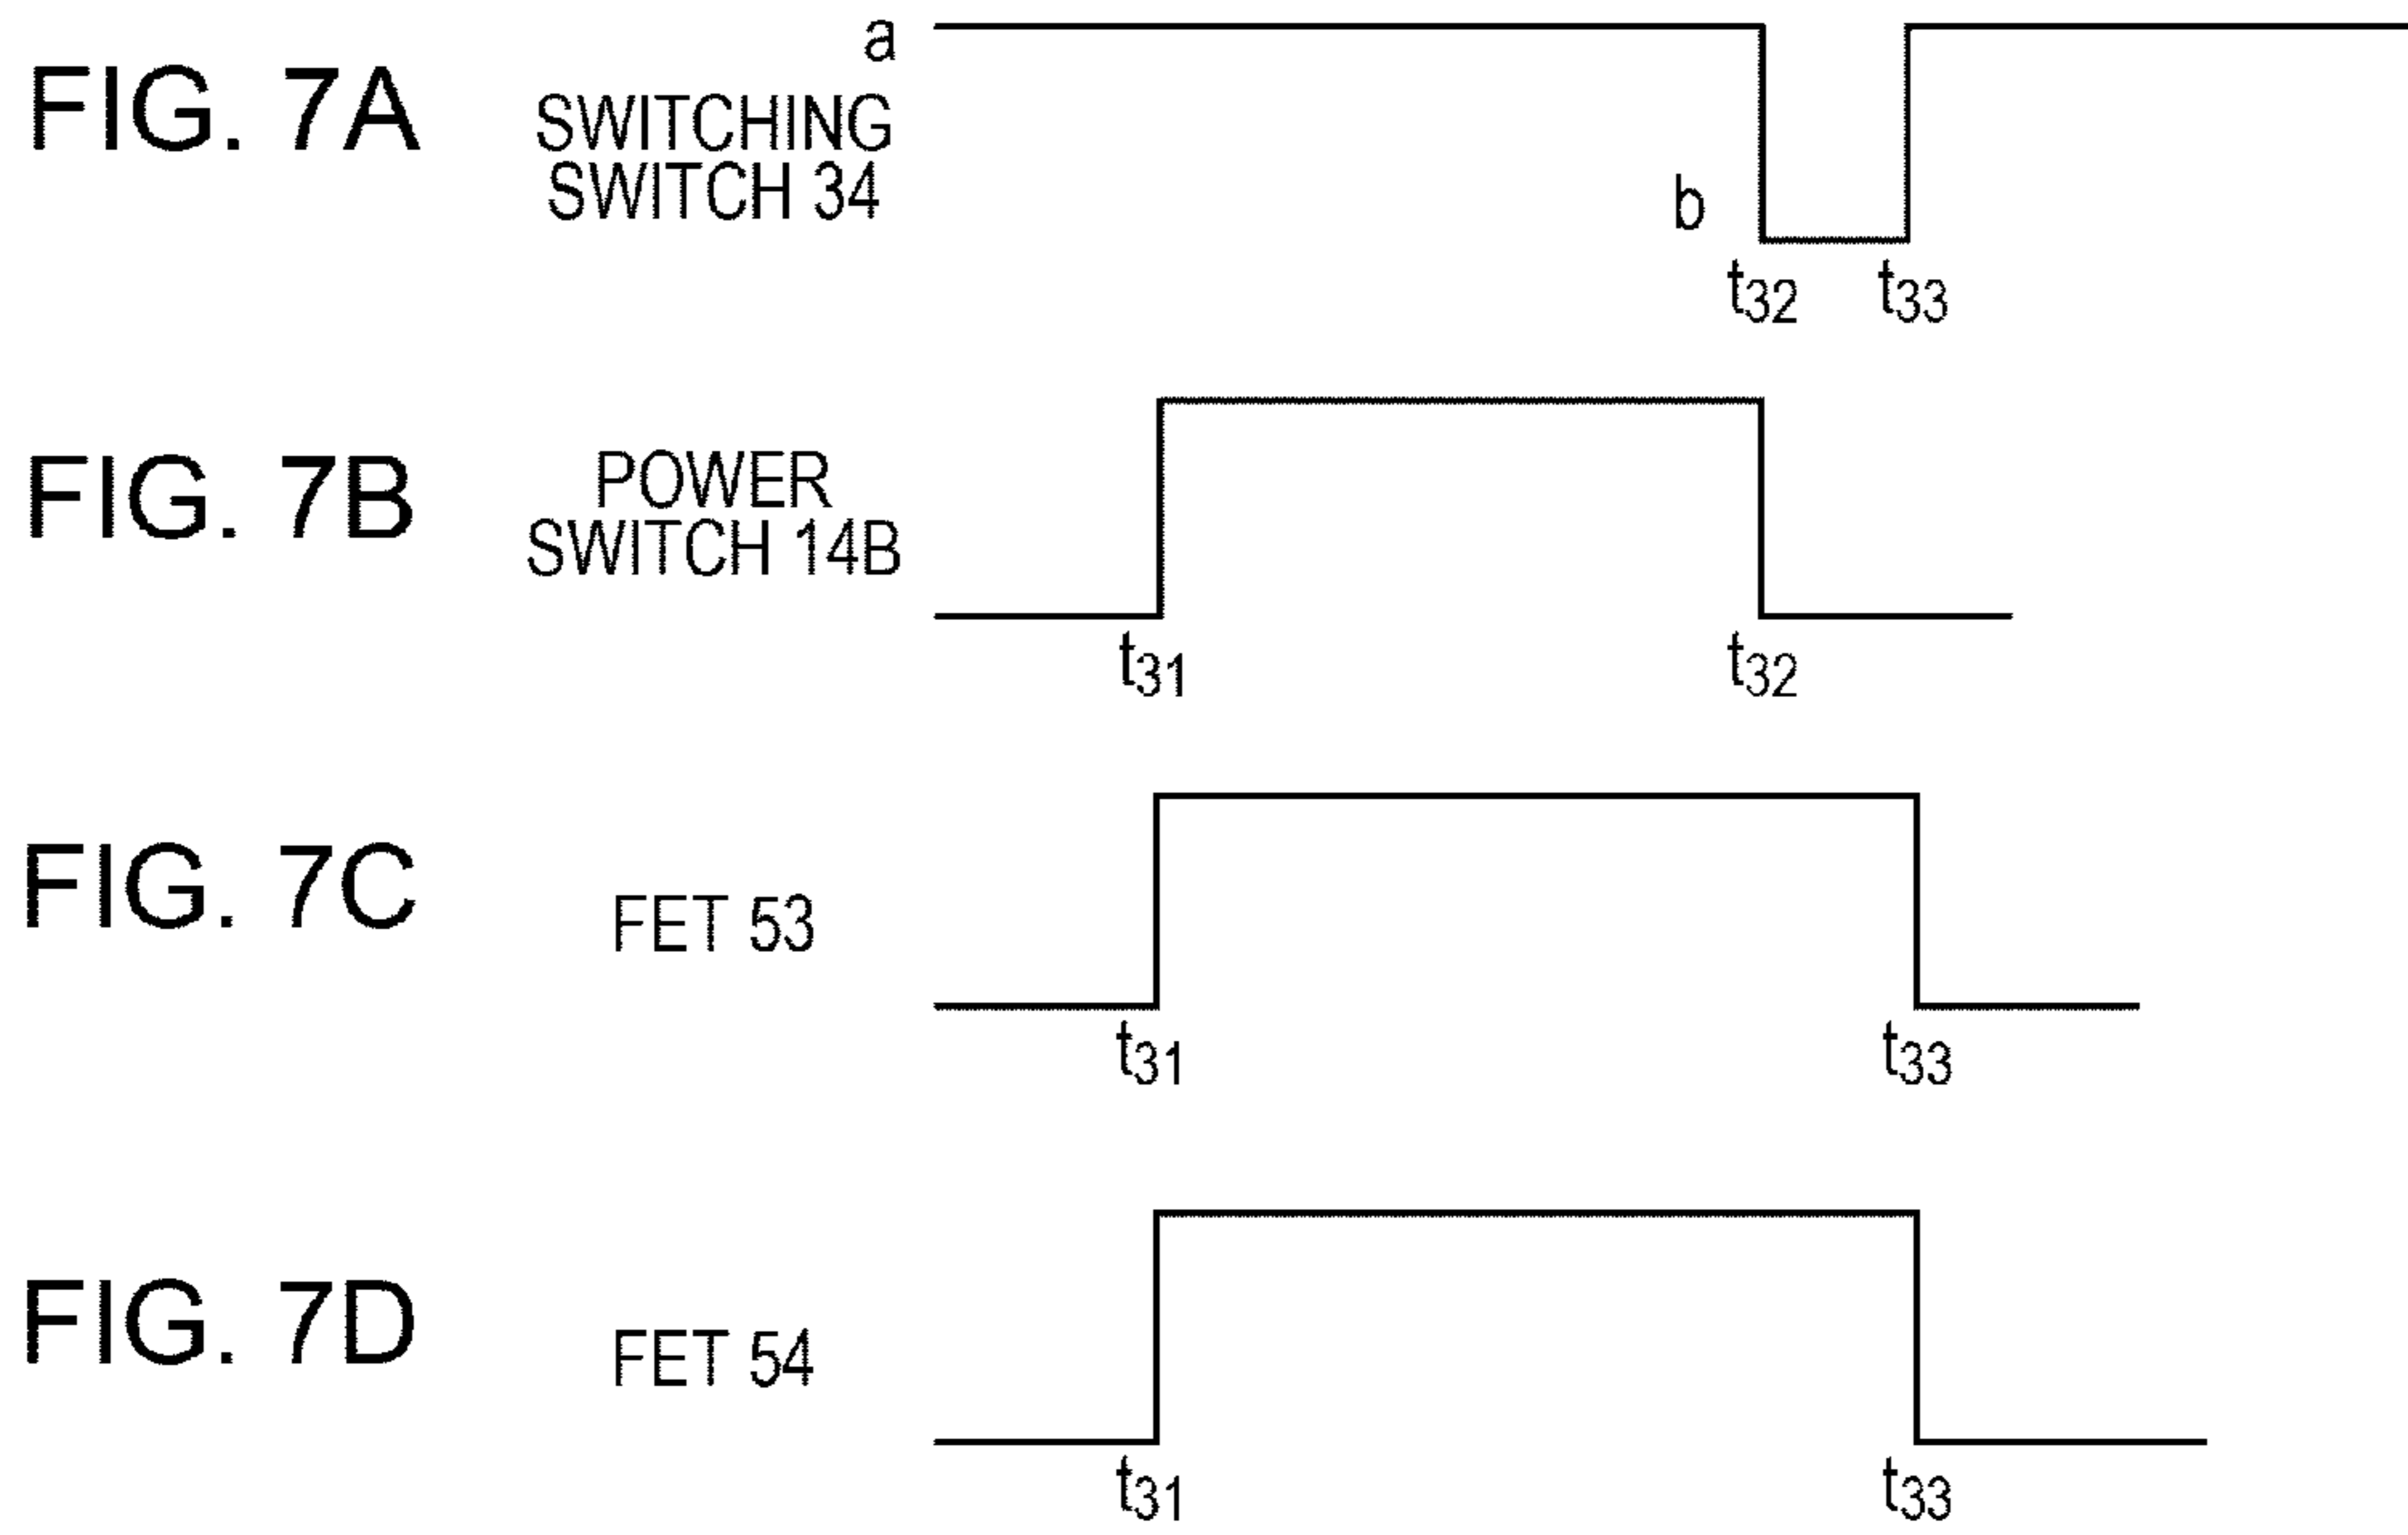 FIG. 7A
SWITCHING
SWITCH 34
a
b
t32
t33
FIG. 7B
POWER
SWITCH 14B
t31
t32
FIG. 7C
FET 53
t31
t33
FIG. 7D
FET 54
t31
t33